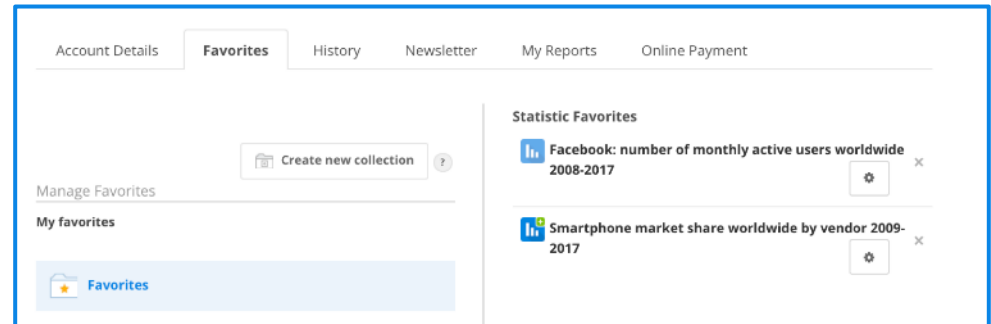 Account Details Favorites History Newsletter My Reports Online Payment
Create new collection ?
Manage Favorites
My favorites
Favorites
Statistic Favorites
Facebook: number of monthly active users worldwide
2008-2017
Smartphone market share worldwide by vendor 2009-
2017